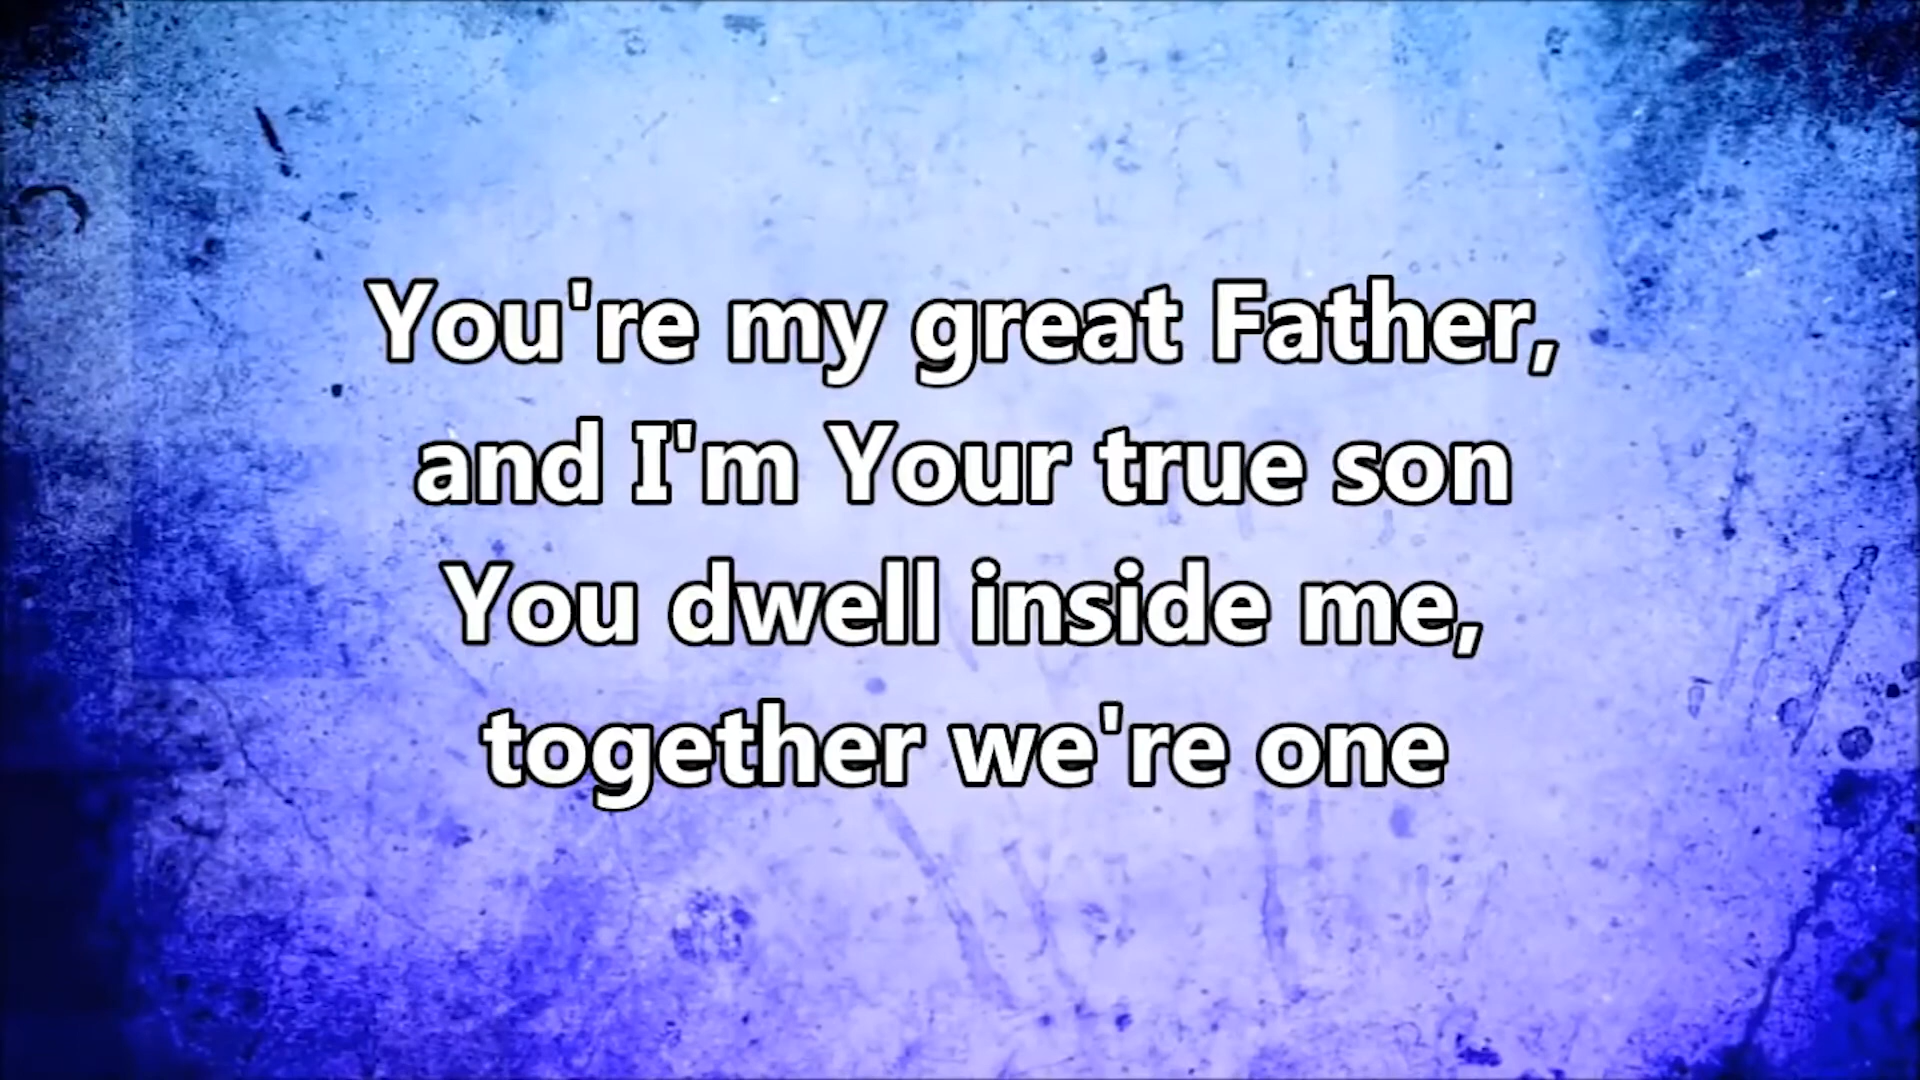 You're my great Father,
and I'm Your true son
You dwell inside me,
together we're one